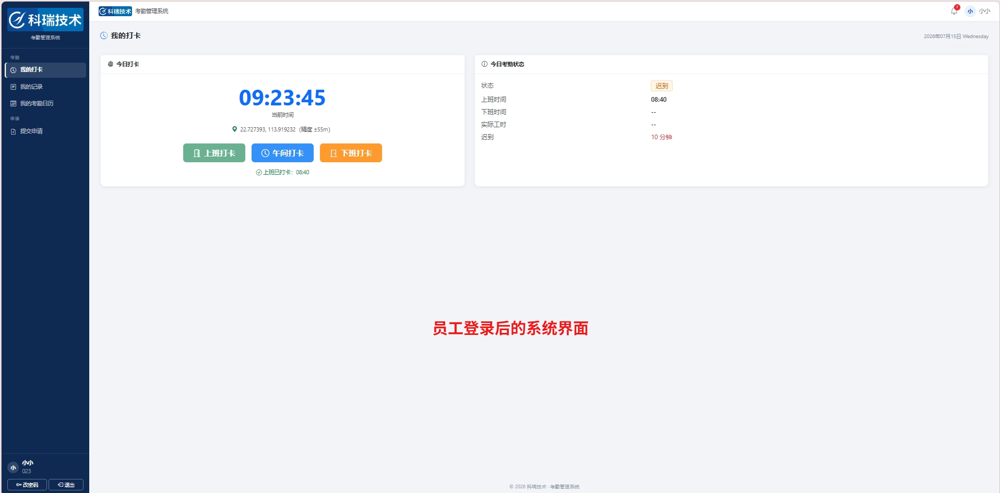 科瑞技术
考勤管理系统
考勤
我的打卡
我的记录
我的考勤日历
申请
提交申请
小 小小
023
改密码 退出
科瑞技术 考勤管理系统
7
小 小小
我的打卡
2026年07月15日 Wednesday
今日打卡
09:23:45
当前时间
22.727393, 113.919232（精度 ±55m）
上班打卡 午间打卡 下班打卡
上班已打卡：08:40
今日考勤状态
状态 迟到
上班时间 08:40
下班时间 --
实际工时 --
迟到 10 分钟
员工登录后的系统界面
© 2026 科瑞技术 · 考勤管理系统